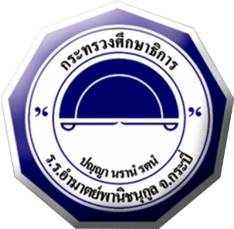 กระทรวงศึกษาธิการ
ปญฺญา นรานํ รตนํ
ร.ร.อำมาตย์พานิชนุกูล จ.กระบี่